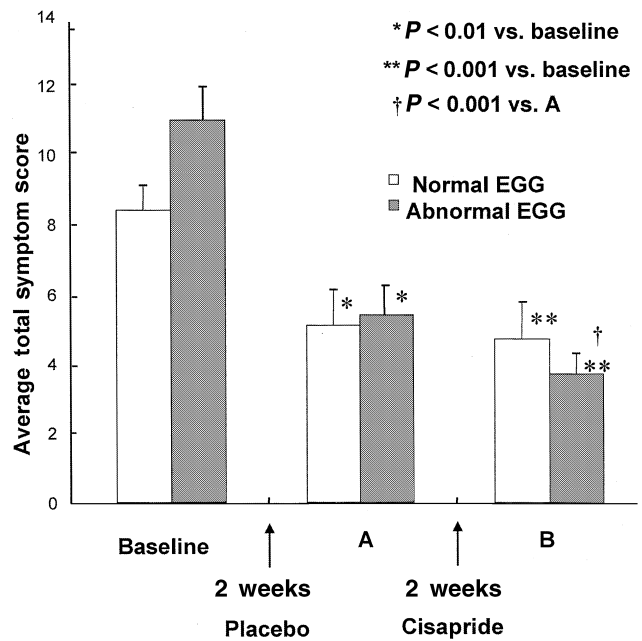 14
12
10
8
6
4
2
0
Average total symptom score
* P < 0.01 vs. baseline
** P < 0.001 vs. baseline
† P < 0.001 vs. A
Normal EGG
Abnormal EGG
*
*
**
†
**
Baseline
A
B
2 weeks
2 weeks
Placebo
Cisapride